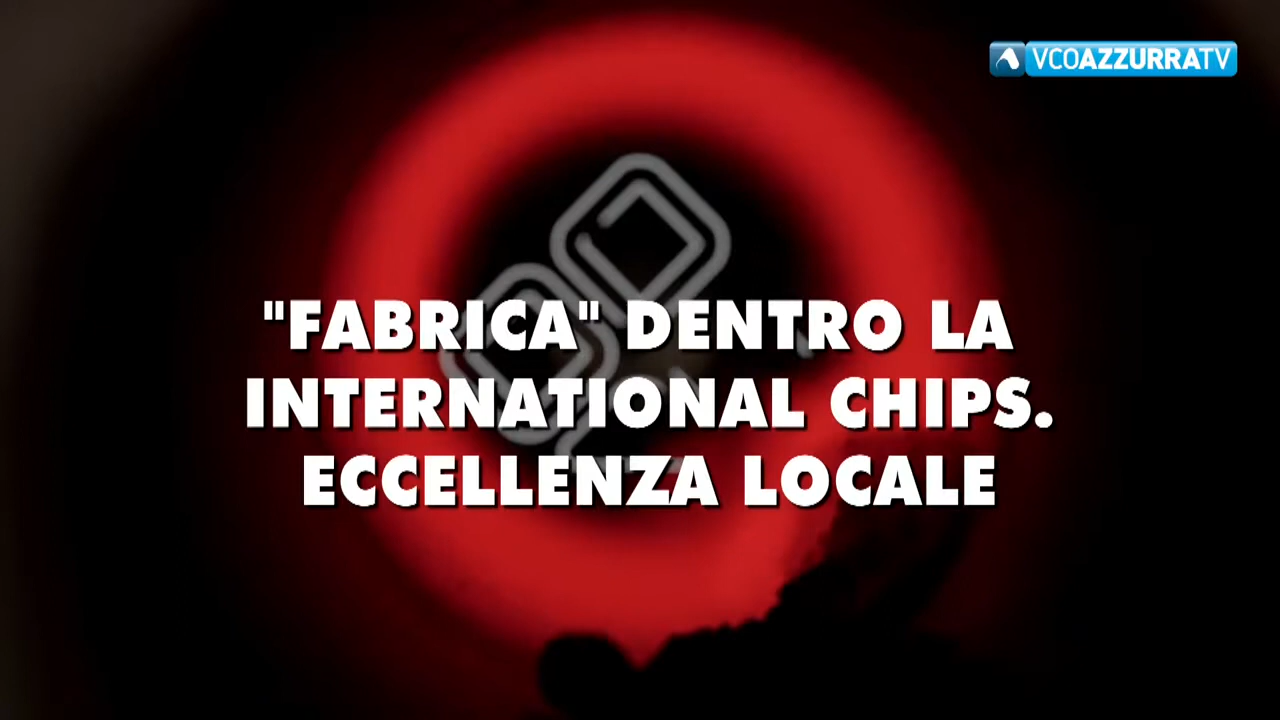 VCOAZZURRATV
"FABRICA" DENTRO LA
INTERNATIONAL CHIPS.
ECCELLENZA LOCALE